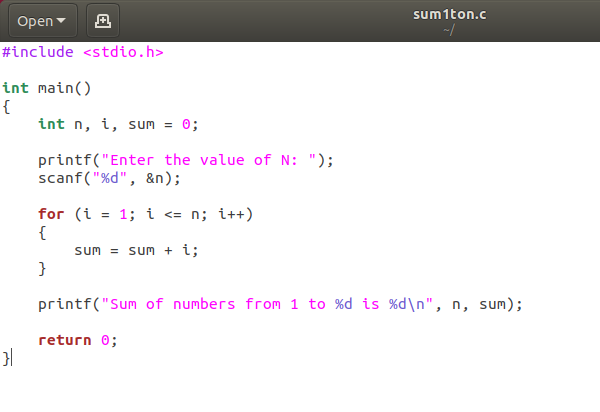 Open
sum1ton.c
~/
#include <stdio.h>
int main()
{
    int n, i, sum = 0;
    printf("Enter the value of N: ");
    scanf("%d", &n);
    for (i = 1; i <= n; i++)
    {
        sum = sum + i;
    }
    printf("Sum of numbers from 1 to %d is %d\n", n, sum);
    return 0;
}